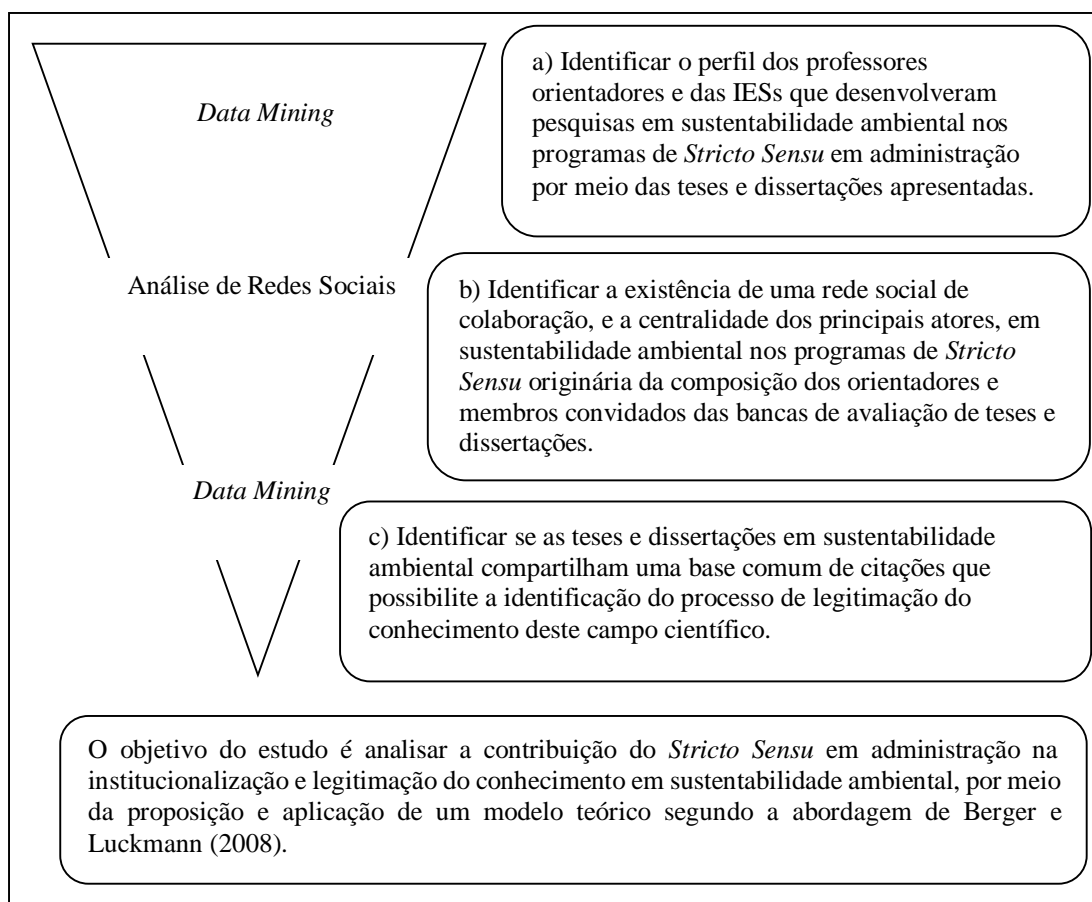 Data Mining
a) Identificar o perfil dos professores
orientadores e das IESs que desenvolveram
pesquisas em sustentabilidade ambiental nos
programas de Stricto Sensu em administração
por meio das teses e dissertações apresentadas.
Análise de Redes Sociais
b) Identificar a existência de uma rede social de
colaboração, e a centralidade dos principais atores, em
sustentabilidade ambiental nos programas de Stricto
Sensu originária da composição dos orientadores e
membros convidados das bancas de avaliação de teses e
dissertações.
Data Mining
c) Identificar se as teses e dissertações em sustentabilidade
ambiental compartilham uma base comum de citações que
possibilite a identificação do processo de legitimação do
conhecimento deste campo científico.
O objetivo do estudo é analisar a contribuição do Stricto Sensu em administração na
institucionalização e legitimação do conhecimento em sustentabilidade ambiental, por meio
da proposição e aplicação de um modelo teórico segundo a abordagem de Berger e
Luckmann (2008).